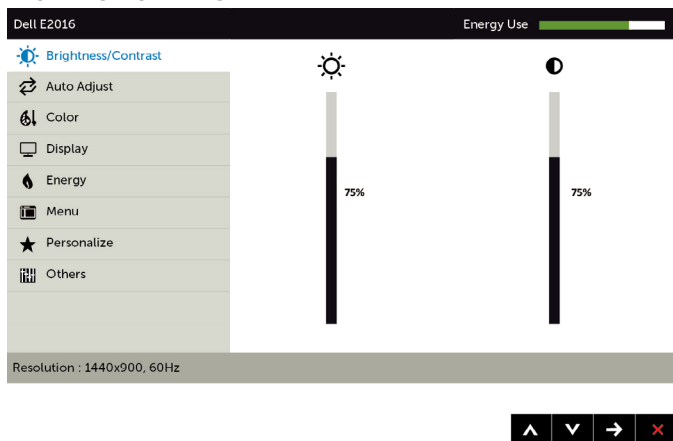 Dell E2016
Energy Use
Brightness/Contrast
Auto Adjust
Color
Display
Energy
Menu
Personalize
Others
75%
75%
Resolution : 1440x900, 60Hz